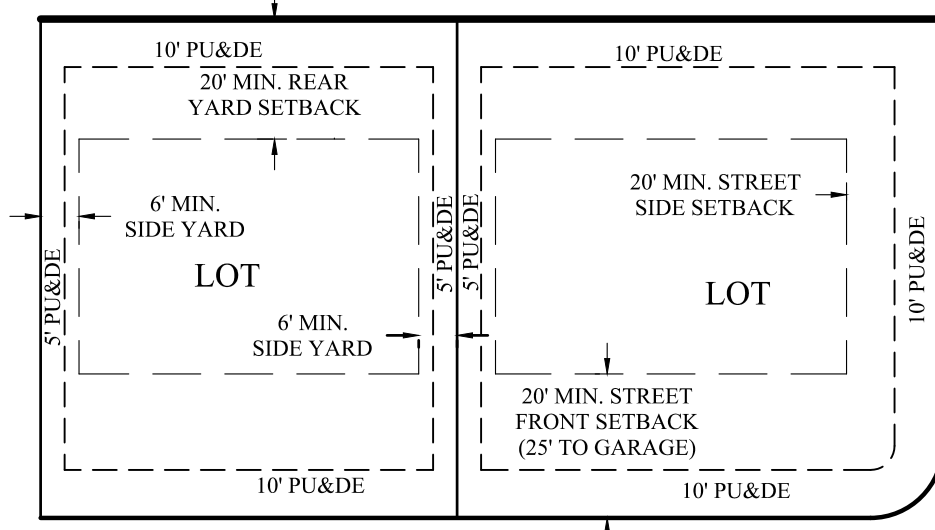 10' PU&DE
10' PU&DE
20' MIN. REAR
YARD SETBACK
20' MIN. STREET
SIDE SETBACK
6' MIN.
SIDE YARD
5' PU&DE
5' PU&DE
5' PU&DE
10' PU&DE
LOT
LOT
6' MIN.
SIDE YARD
20' MIN. STREET
FRONT SETBACK
(25' TO GARAGE)
10' PU&DE
10' PU&DE